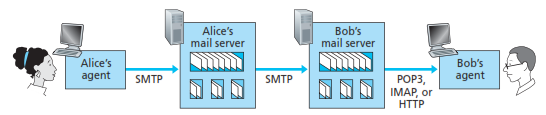 Alice's
agent
SMTP
Alice's
mail server
SMTP
Bob's
mail server
POP3,
IMAP, or
HTTP
Bob's
agent